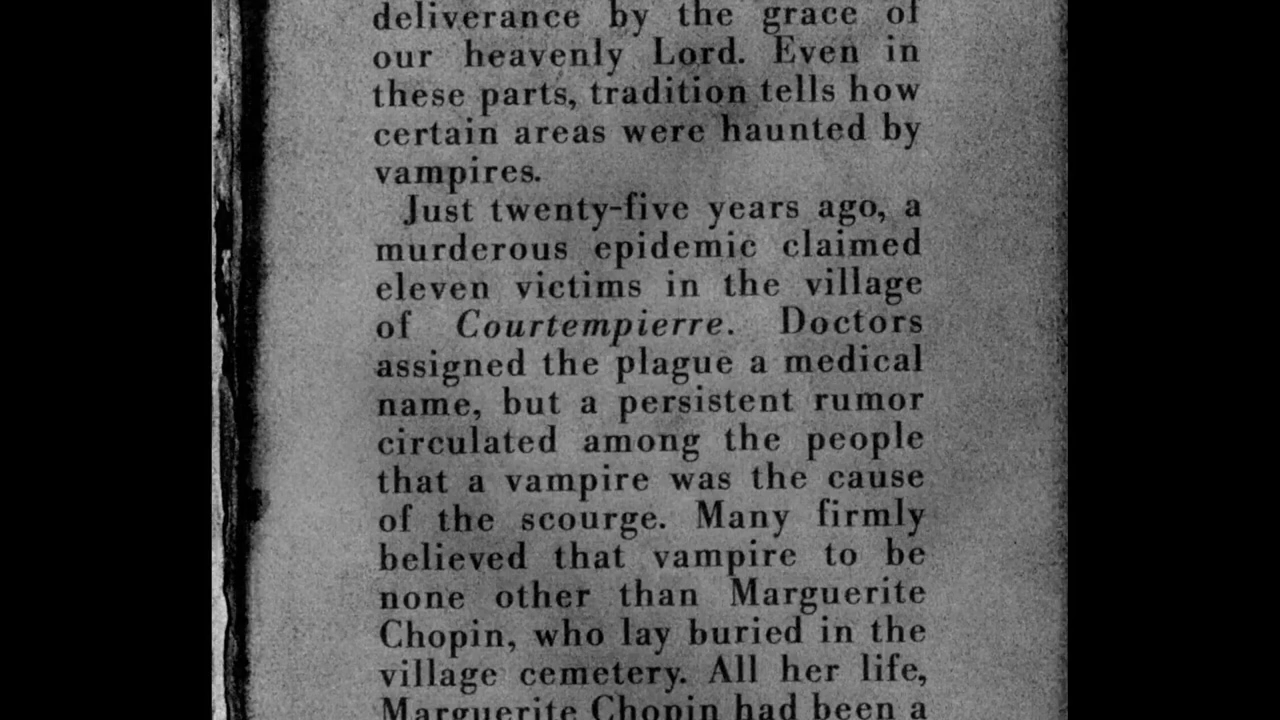 deliverance by the grace of
our heavenly Lord. Even in
these parts, tradition tells how
certain areas were haunted by
vampires.
Just twenty-five years ago, a
murderous epidemic claimed
eleven victims in the village
of Courtempierre. Doctors
assigned the plague a medical
name, but a persistent rumor
circulated among the people
that a vampire was the cause
of the scourge. Many firmly
believed that vampire to be
none other than Marguerite
Chopin, who lay buried in the
village cemetery. All her life,
Marguerite Chopin had been a